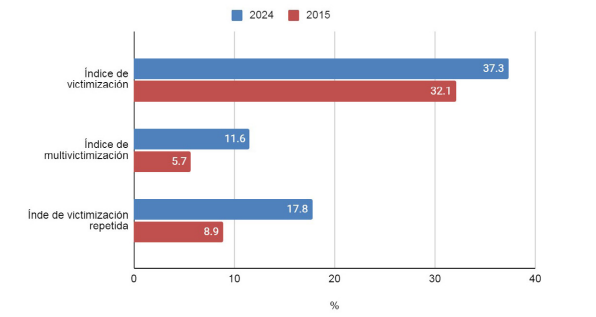 2024 2015
Índice de
victimización
37.3
32.1
Índice de
multivictimización
11.6
5.7
Índe de victimización
repetida
17.8
8.9
0 10 20 30 40
%